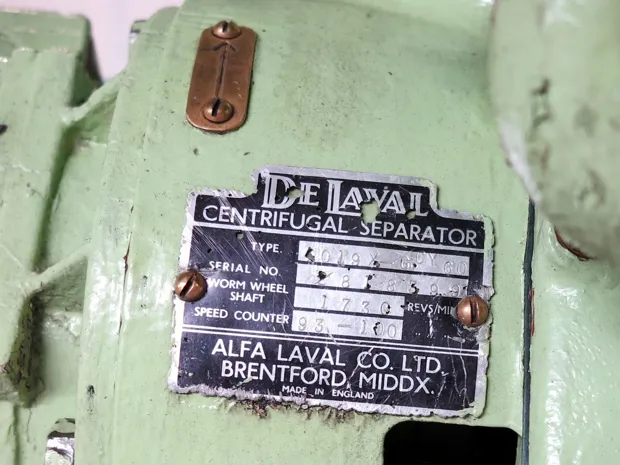 DE LAVAL
CENTRIFUGAL SEPARATOR
TYPE.
SERIAL NO.
WORM WHEEL SHAFT 1730 REVS/MIN
SPEED COUNTER 93 — 100
ALFA LAVAL CO. LTD.
BRENTFORD, MIDDX.
MADE IN ENGLAND